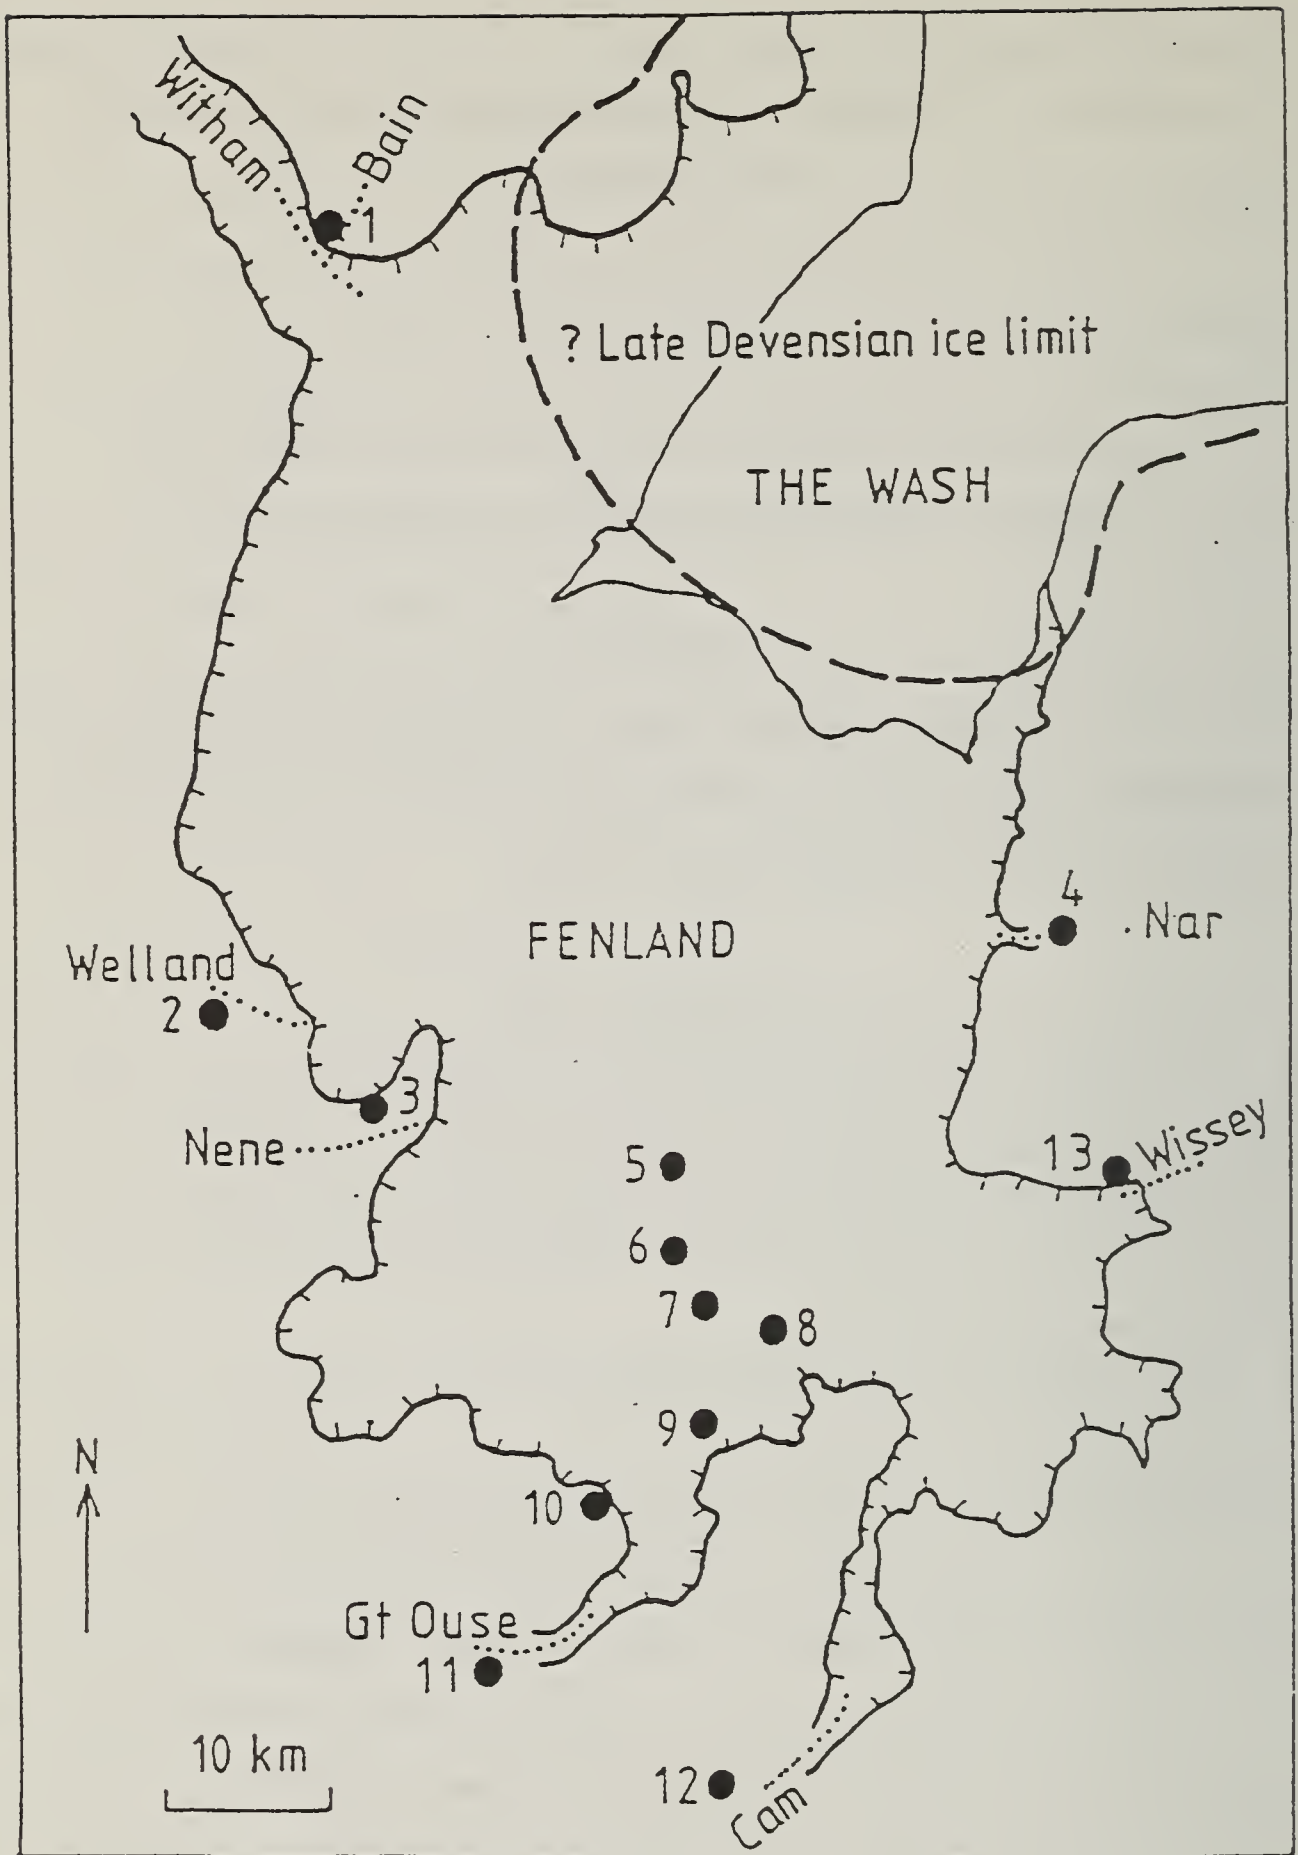 Witham
Bain
1
? Late Devensian ice limit
THE WASH
4
Nar
FENLAND
Welland
2
3
Nene
13
Wissey
5
6
7
8
9
N
10
Gt Ouse
11
10 km
12
Cam